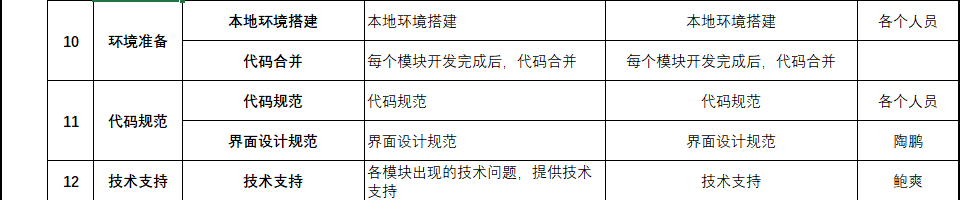 10 环境准备 本地环境搭建 本地环境搭建 本地环境搭建 各个人员
代码合并 每个模块开发完成后，代码合并 每个模块开发完成后，代码合并
11 代码规范 代码规范 代码规范 代码规范 各个人员
界面设计规范 界面设计规范 界面设计规范 陶鹏
12 技术支持 技术支持 各模块出现的技术问题，提供技术 技术支持 鲍爽
支持